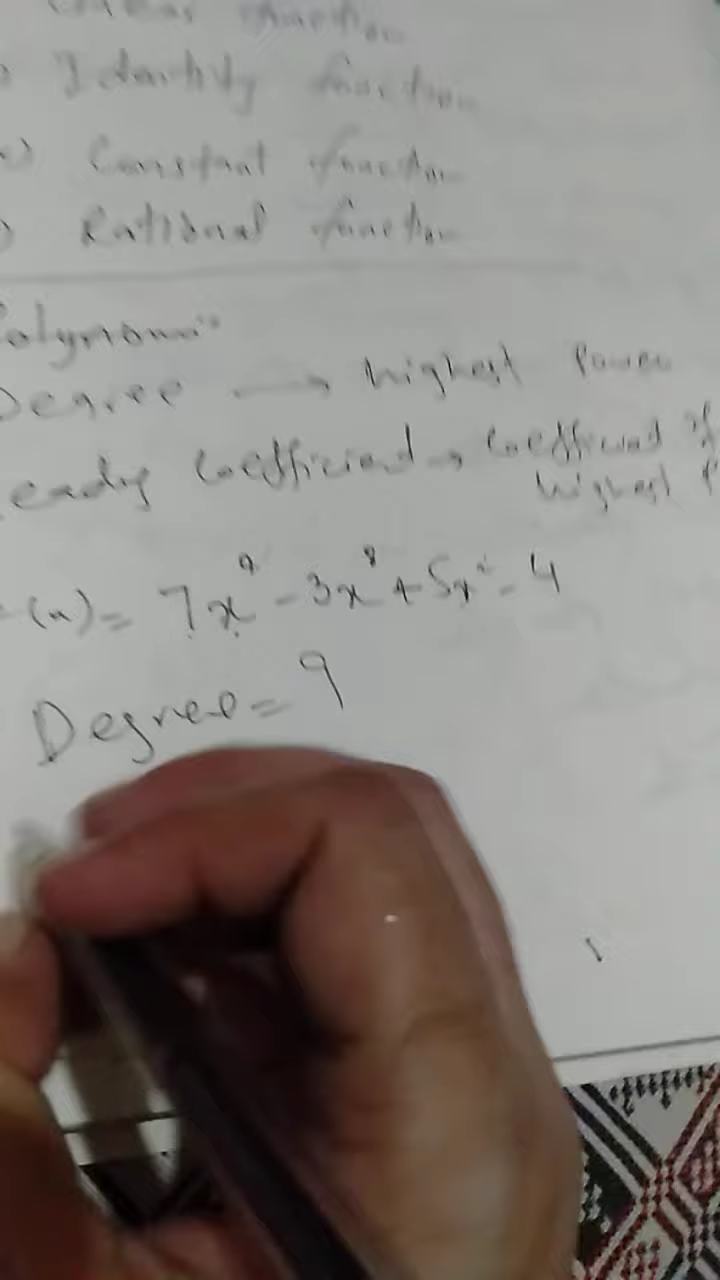 function
Identity function
Constant function
Rational function
Degree → highest Power
Coefficient → Coefficient of
highest
(x) = 7x⁹ - 3x⁸ + 5x² - 4
Degree = 9